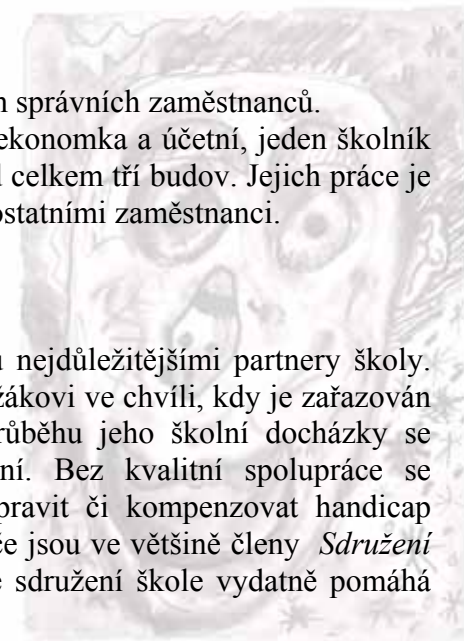 správních zaměstnanců.
ekonomka a účetní, jeden školník
celkem tří budov. Jejich práce je
ostatními zaměstnanci.
nejdůležitějšími partnery školy.
žákovi ve chvíli, kdy je zařazován
růběhu jeho školní docházky se
ní. Bez kvalitní spolupráce se
pravit či kompenzovat handicap
če jsou ve většině členy Sdružení
sdružení škole vydatně pomáhá